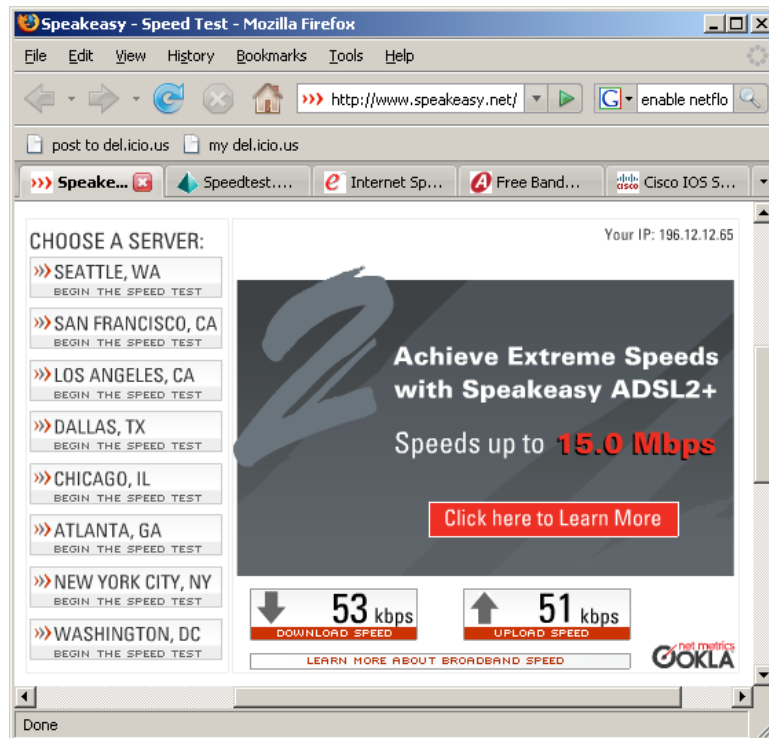 Speakeasy - Speed Test - Mozilla Firefox
File Edit View History Bookmarks Tools Help
http://www.speakeasy.net/ G enable netflo
post to del.icio.us my del.icio.us
Speake... Speedtest.... Internet Sp... Free Band... cisco Cisco IOS S...
CHOOSE A SERVER:
SEATTLE, WA
BEGIN THE SPEED TEST
SAN FRANCISCO, CA
BEGIN THE SPEED TEST
LOS ANGELES, CA
BEGIN THE SPEED TEST
DALLAS, TX
BEGIN THE SPEED TEST
CHICAGO, IL
BEGIN THE SPEED TEST
ATLANTA, GA
BEGIN THE SPEED TEST
NEW YORK CITY, NY
BEGIN THE SPEED TEST
WASHINGTON, DC
BEGIN THE SPEED TEST
Your IP: 196.12.12.65
2
Achieve Extreme Speeds
with Speakeasy ADSL2+
Speeds up to 15.0 Mbps
Click here to Learn More
53 kbps
DOWNLOAD SPEED
51 kbps
UPLOAD SPEED
LEARN MORE ABOUT BROADBAND SPEED
net metrics
OOKLA
Done